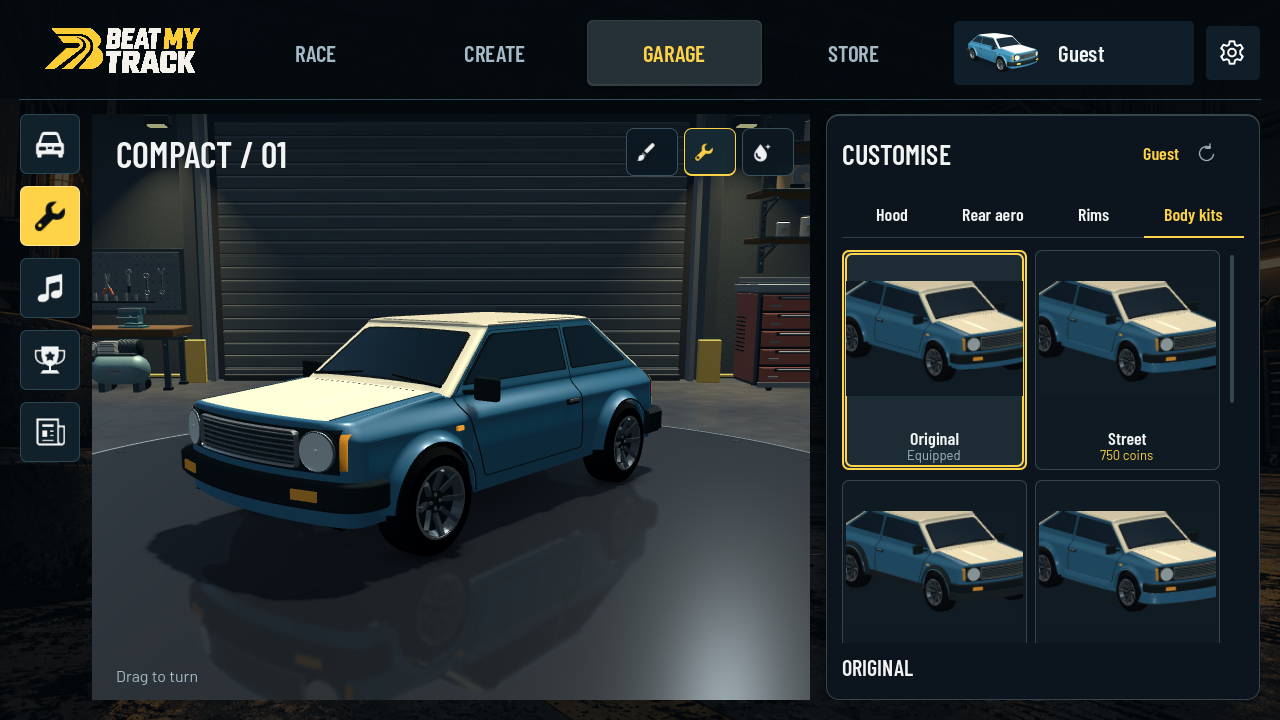 BEAT MY
TRACK
RACE
CREATE
GARAGE
STORE
Guest
COMPACT / 01
Drag to turn
CUSTOMISE
Guest
Hood
Rear aero
Rims
Body kits
Original
Equipped
Street
750 coins
ORIGINAL